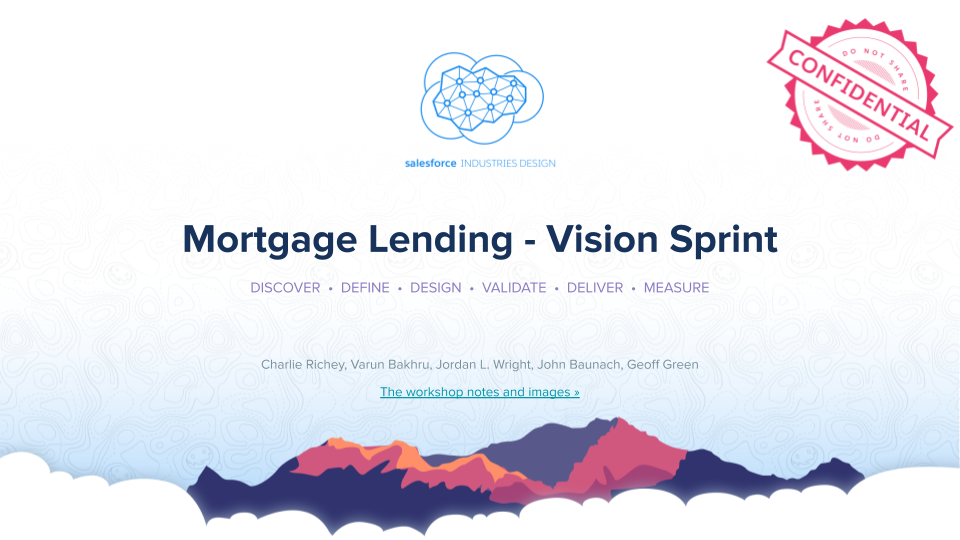 salesforce INDUSTRIES DESIGN
DO NOT SHARE
CONFIDENTIAL
DO NOT SHARE
Mortgage Lending - Vision Sprint
DISCOVER • DEFINE • DESIGN • VALIDATE • DELIVER • MEASURE
Charlie Richey, Varun Bakhru, Jordan L. Wright, John Baunach, Geoff Green
The workshop notes and images »